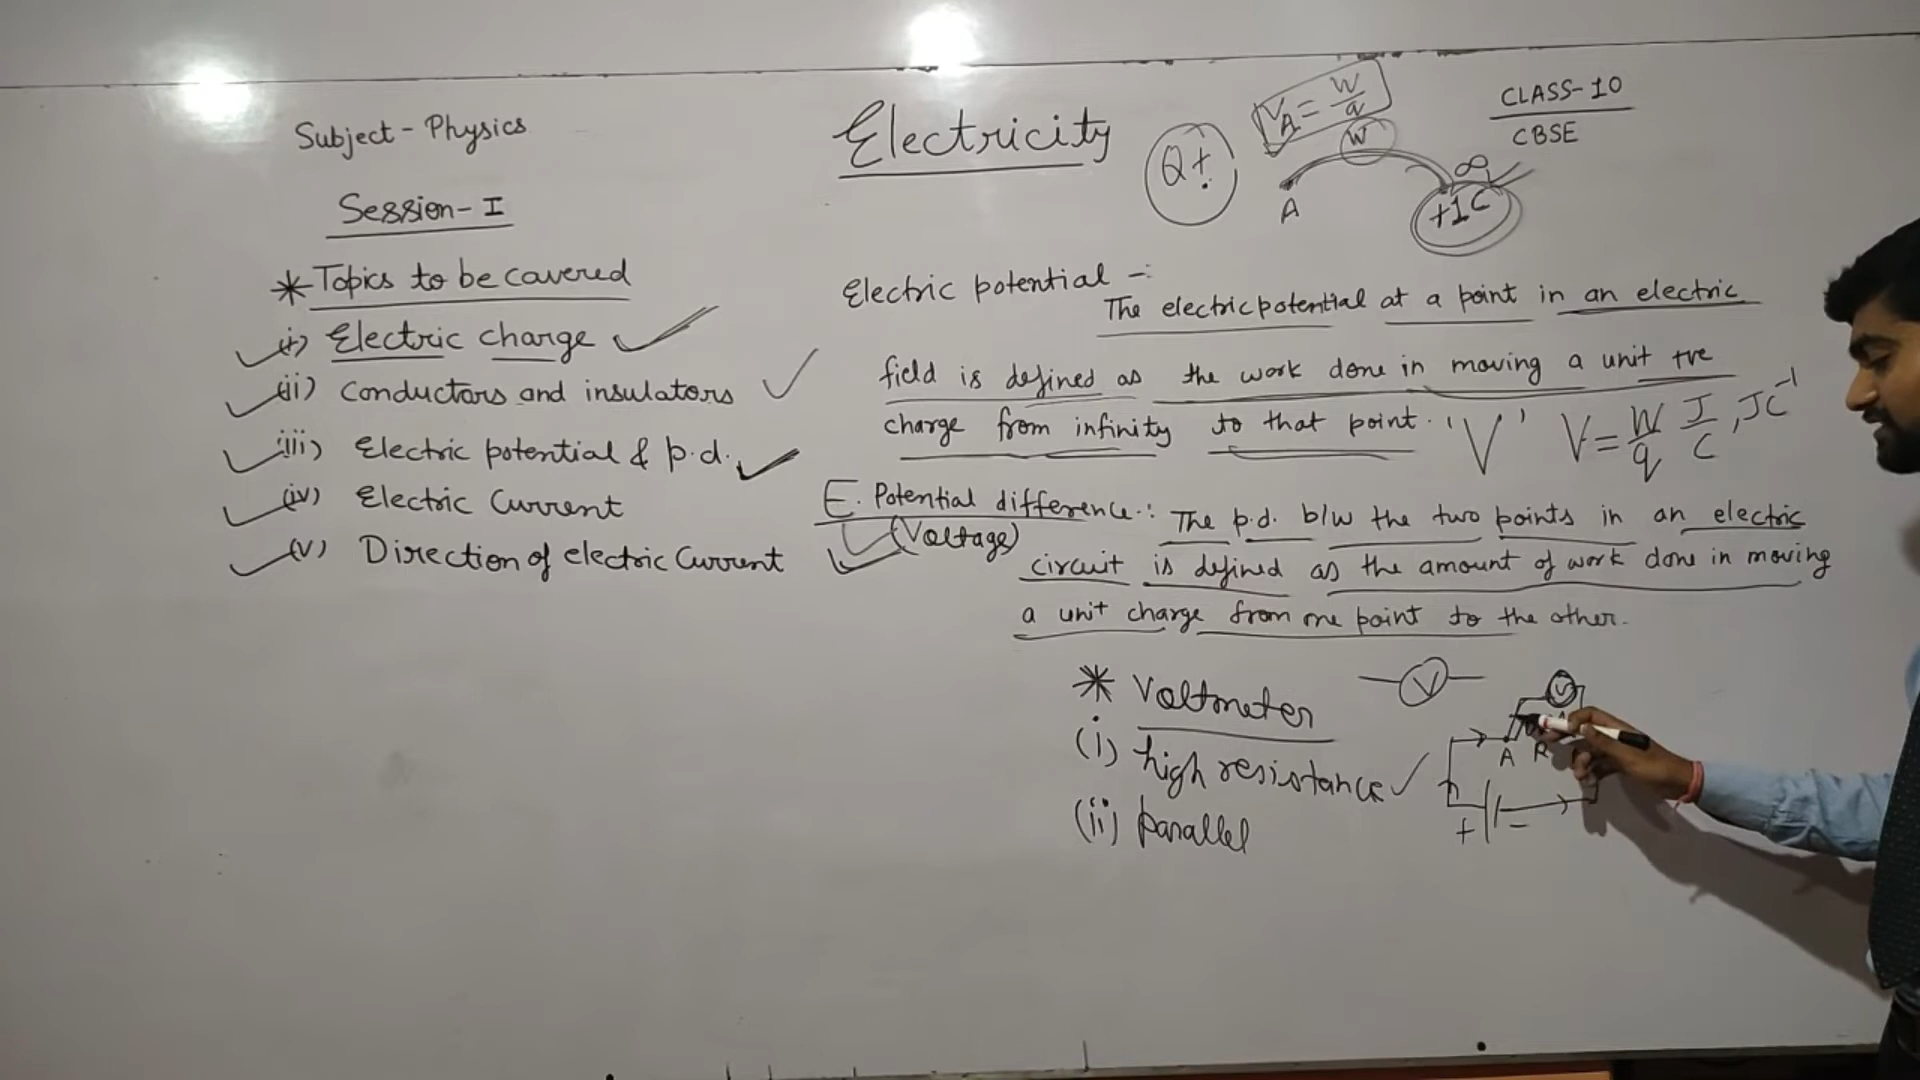 Subject - Physics
Session - I
* Topics to be cavered
(i) Electric charge
(ii) Conductors and insulators
(iii) Electric potential & p.d.
(iv) Electric Current
(v) Direction of electric Current
Electricity
CLASS-10
CBSE
V_A = W/q
W
Q+
A
∞
+1C
Electric potential -:
The electric potential at a point in an electric
field is defined as the work done in moving a unit +ve
charge from infinity to that point. 'V' V = W/q J/C, JC⁻¹
E. Potential difference:: The p.d. b/w the two points in an electric
(Voltage)
circuit is defined as the amount of work done in moving
a unit charge from one point to the other.
* Voltmeter
V
(i) high resistance
(ii) parallel
V
A R
+ -